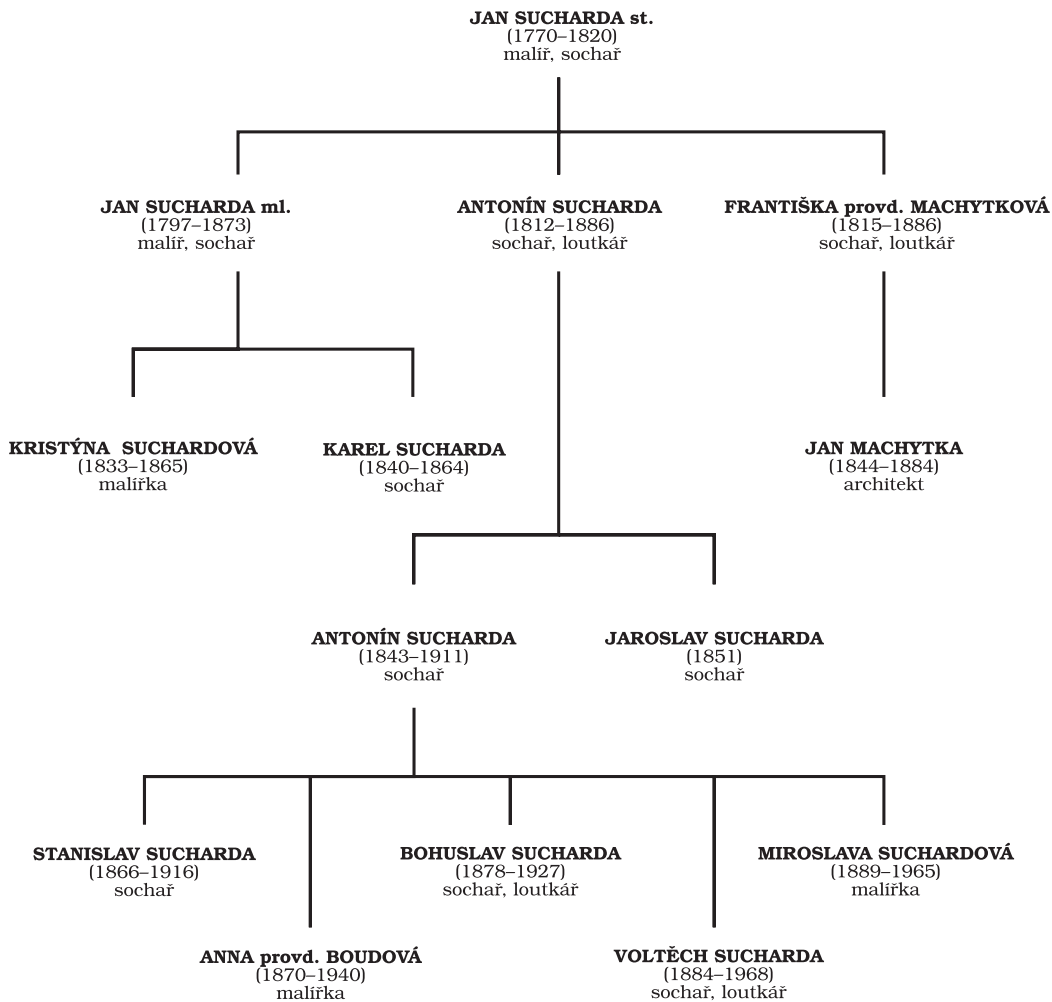 JAN SUCHARDA st.
(1770–1820)
malíř, sochař
JAN SUCHARDA ml.
(1797–1873)
malíř, sochař
ANTONÍN SUCHARDA
(1812–1886)
sochař, loutkář
FRANTIŠKA provd. MACHYTKOVÁ
(1815–1886)
sochař, loutkář
KRISTÝNA SUCHARDOVÁ
(1833–1865)
malířka
KAREL SUCHARDA
(1840–1864)
sochař
JAN MACHYTKA
(1844–1884)
architekt
ANTONÍN SUCHARDA
(1843–1911)
sochař
JAROSLAV SUCHARDA
(1851)
sochař
STANISLAV SUCHARDA
(1866–1916)
sochař
BOHUSLAV SUCHARDA
(1878–1927)
sochař, loutkář
MIROSLAVA SUCHARDOVÁ
(1889–1965)
malířka
ANNA provd. BOUDOVÁ
(1870–1940)
malířka
VOLTĚCH SUCHARDA
(1884–1968)
sochař, loutkář